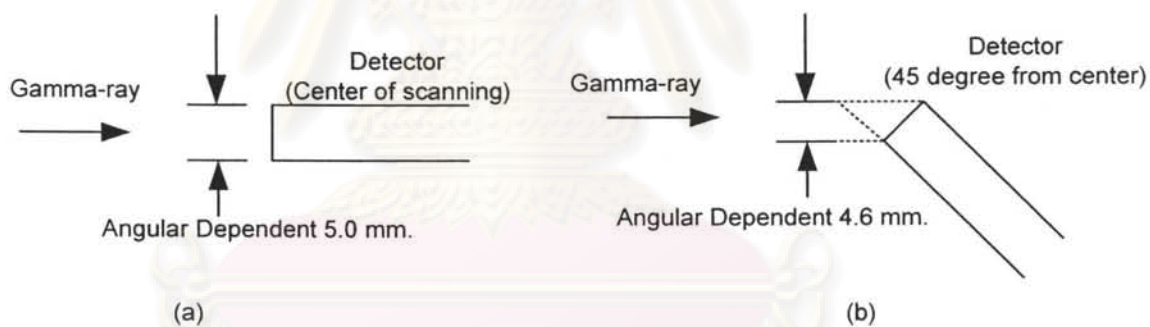 Gamma-ray
Detector
(Center of scanning)
Angular Dependent 5.0 mm.
(a)
Gamma-ray
Detector
(45 degree from center)
Angular Dependent 4.6 mm.
(b)